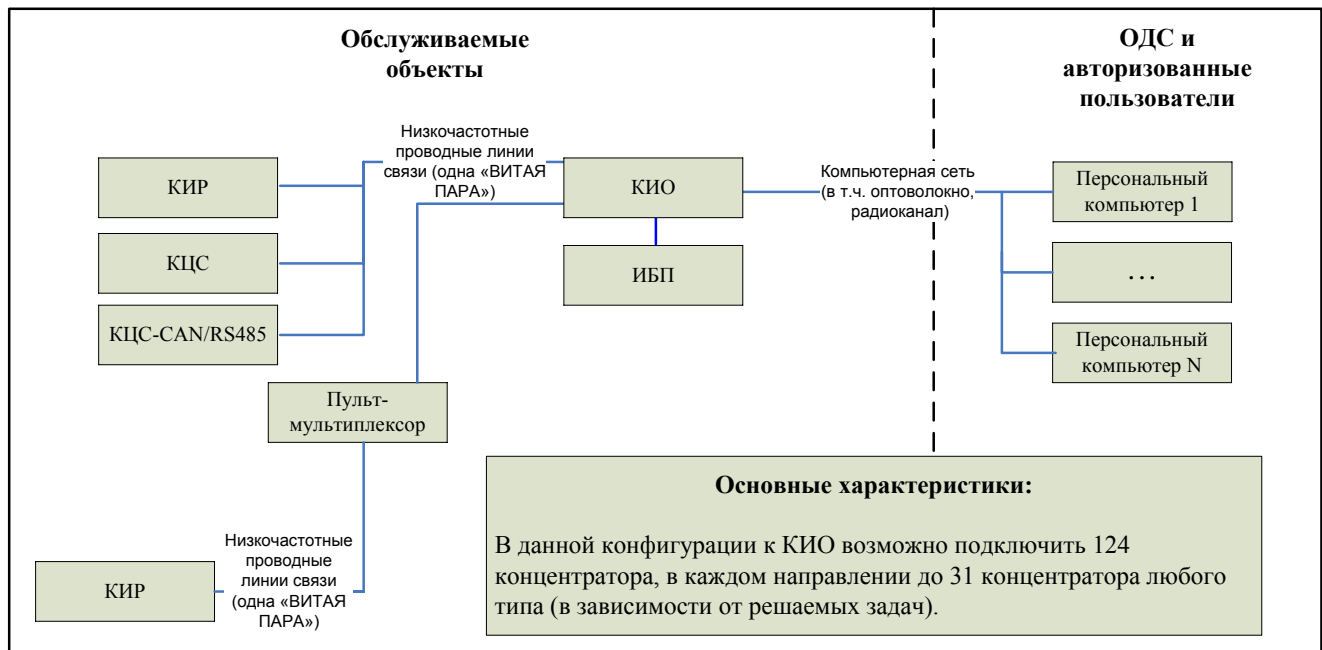 Обслуживаемые
объекты
ОДС и
авторизованные
пользователи
Низкочастотные
проводные линии
связи (одна «ВИТАЯ
ПАРА»)
КИР
КЦС
КЦС-CAN/RS485
КИО
ИБП
Компьютерная сеть
(в т.ч. оптоволокно,
радиоканал)
Персональный
компьютер 1
...
Персональный
компьютер N
Пульт-
мультиплексор
Низкочастотные
проводные
линии связи
(одна «ВИТАЯ
ПАРА»)
КИР
Основные характеристики:
В данной конфигурации к КИО возможно подключить 124
концентратора, в каждом направлении до 31 концентратора любого
типа (в зависимости от решаемых задач).